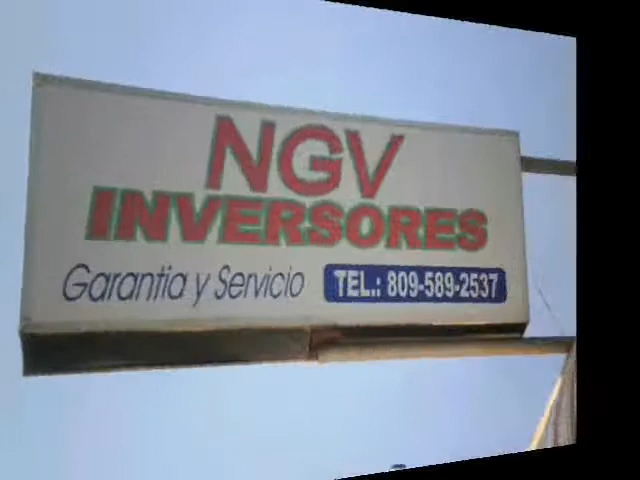 NGV
INVERSORES
Garantia y Servicio
TEL.: 809-589-2537